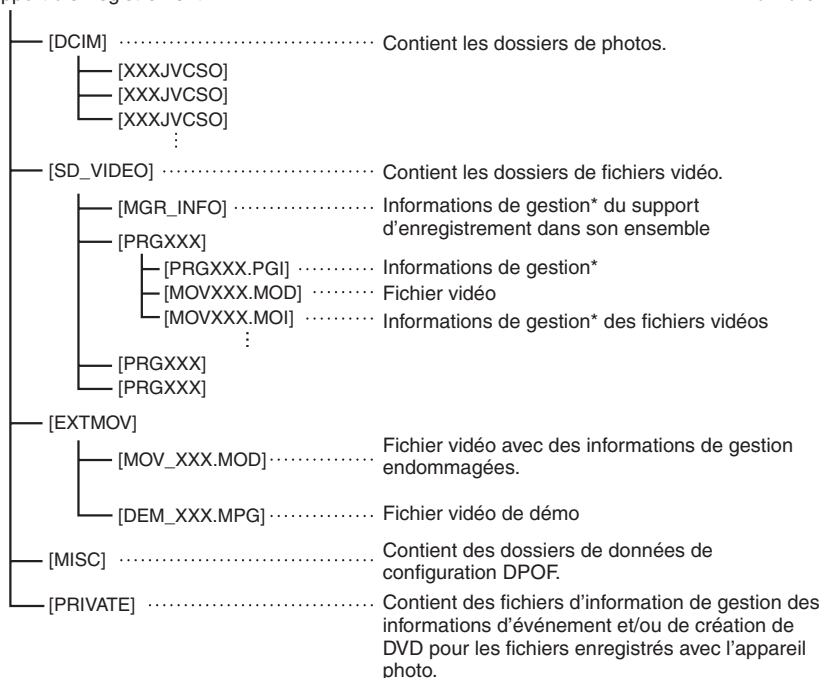 [DCIM] Contient les dossiers de photos.
[XXXJVCSO]
[XXXJVCSO]
[XXXJVCSO]
[SD_VIDEO] Contient les dossiers de fichiers vidéo.
[MGR_INFO] Informations de gestion* du support
d'enregistrement dans son ensemble
[PRGXXX]
[PRGXXX.PGI] Informations de gestion*
[MOVXXX.MOD] Fichier vidéo
[MOVXXX.MOI] Informations de gestion* des fichiers vidéos
[PRGXXX]
[PRGXXX]
[EXTMOV]
[MOV_XXX.MOD] Fichier vidéo avec des informations de gestion
endommagées.
[DEM_XXX.MPG] Fichier vidéo de démo
[MISC] Contient des dossiers de données de
configuration DPOF.
[PRIVATE] Contient des fichiers d'information de gestion des
informations d'événement et/ou de création de
DVD pour les fichiers enregistrés avec l'appareil
photo.